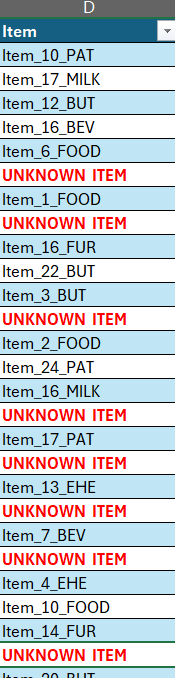 D
Item
Item_10_PAT
Item_17_MILK
Item_12_BUT
Item_16_BEV
Item_6_FOOD
UNKNOWN ITEM
Item_1_FOOD
UNKNOWN ITEM
Item_16_FUR
Item_22_BUT
Item_3_BUT
UNKNOWN ITEM
Item_2_FOOD
Item_24_PAT
Item_16_MILK
UNKNOWN ITEM
Item_17_PAT
UNKNOWN ITEM
Item_13_EHE
UNKNOWN ITEM
Item_7_BEV
UNKNOWN ITEM
Item_4_EHE
Item_10_FOOD
Item_14_FUR
UNKNOWN ITEM